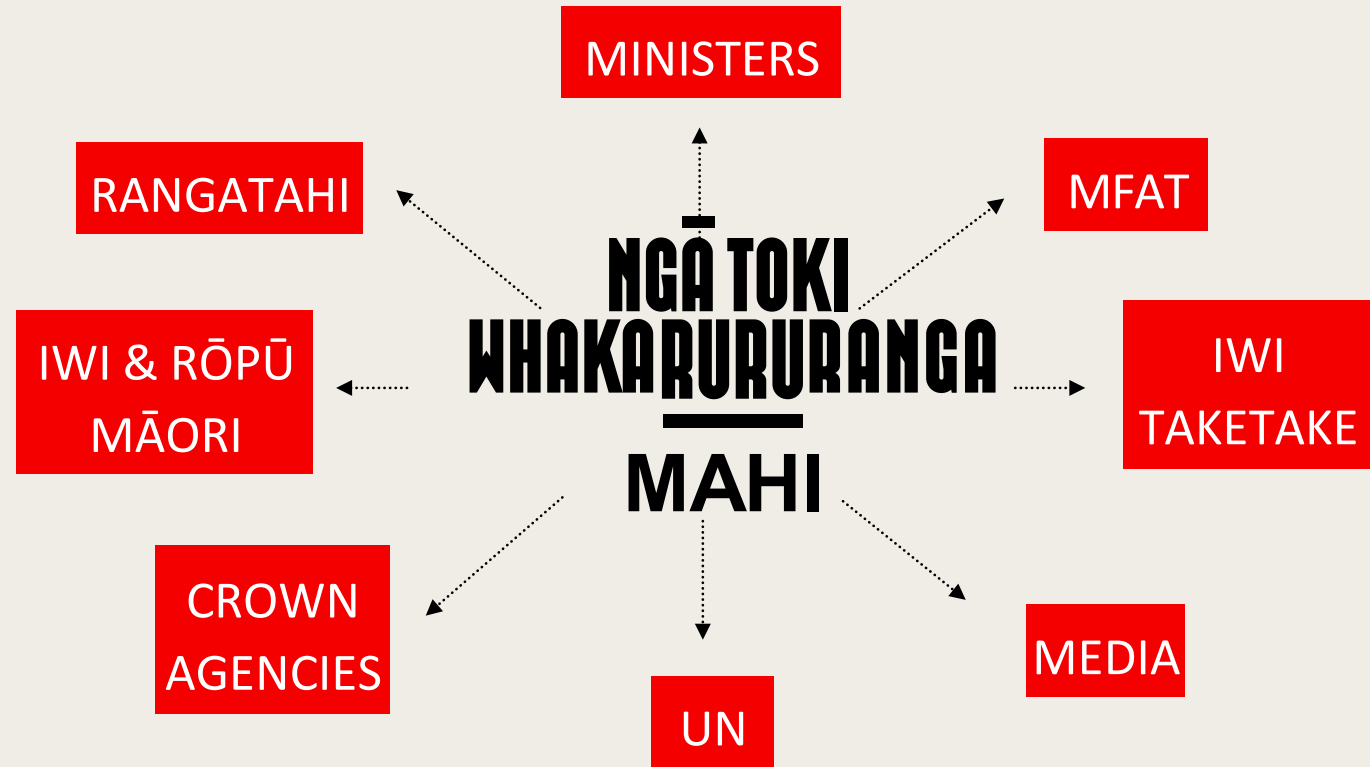 MINISTERS
RANGATAHI
MFAT
NGĀ TOKI
WHAKARURURANGA
MAHI
IWI & RŌPŪ
MĀORI
IWI
TAKETAKE
CROWN
AGENCIES
UN
MEDIA